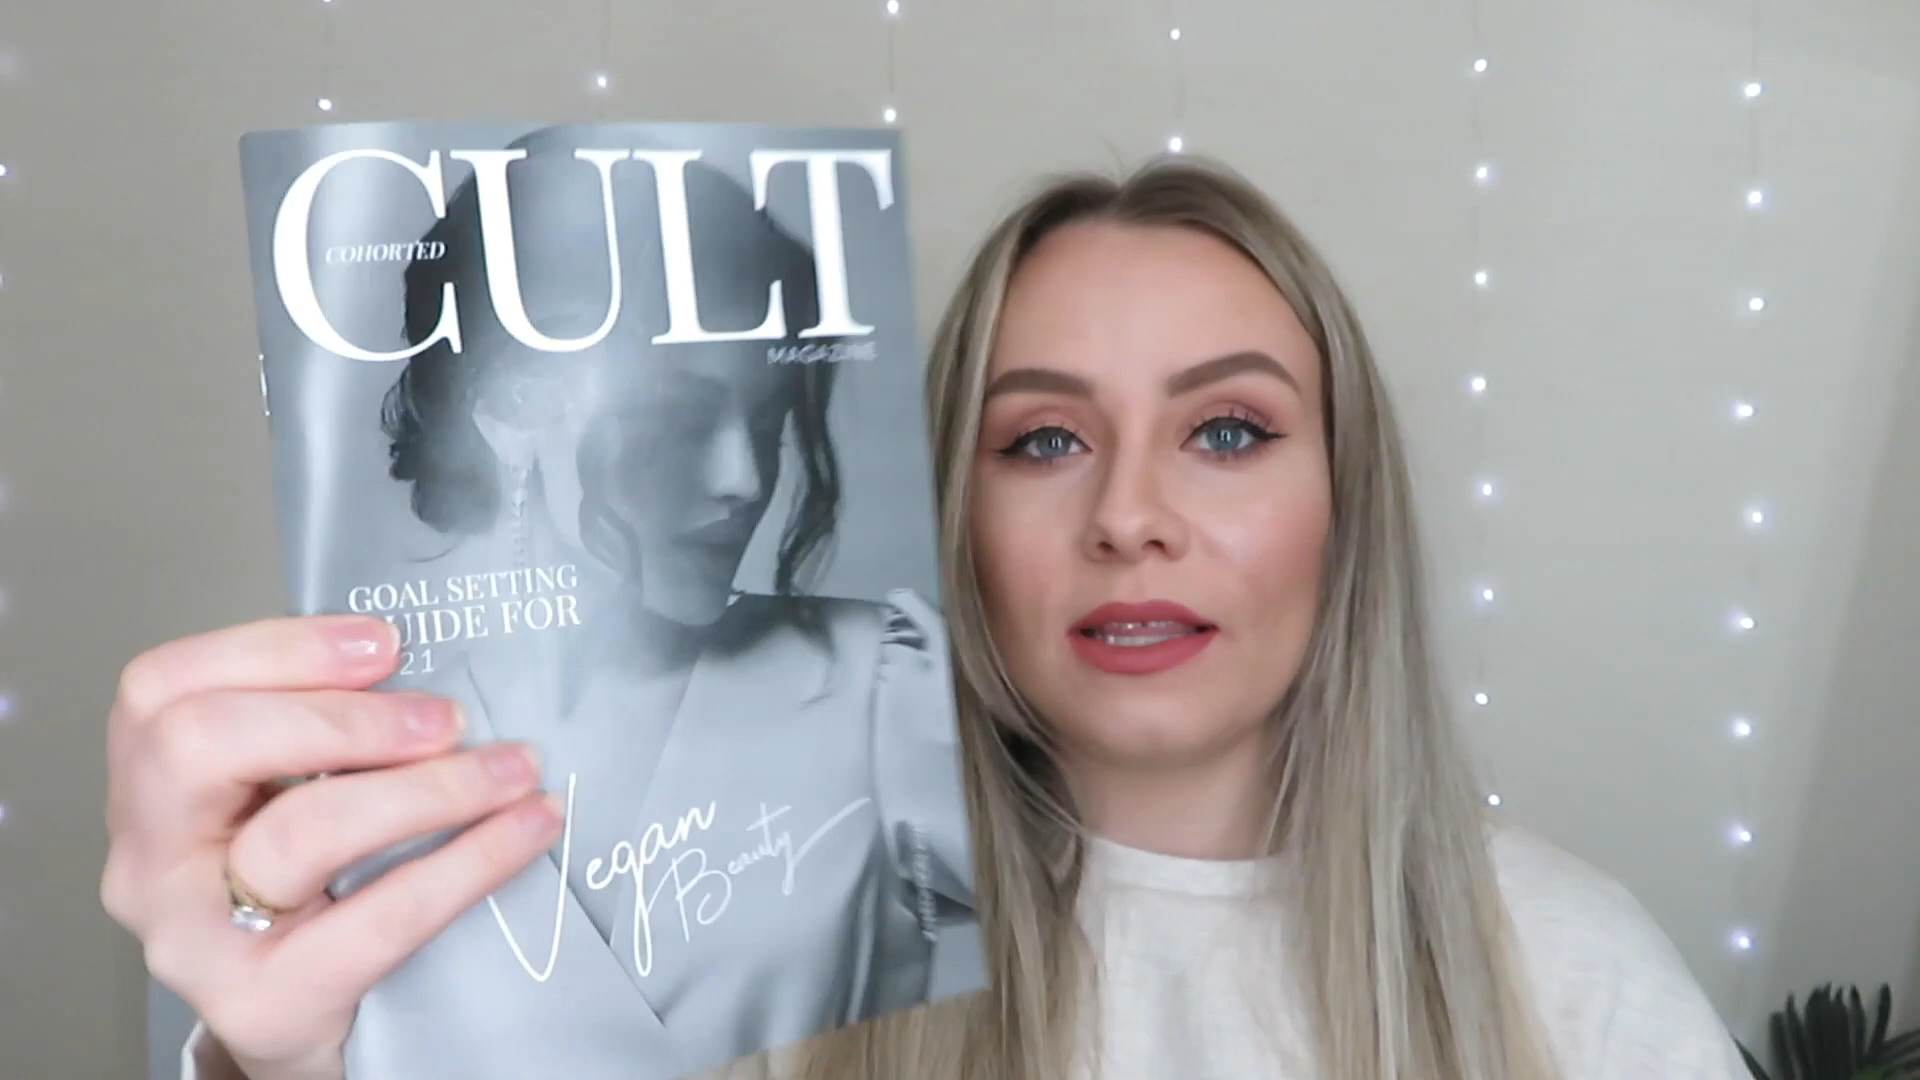 CULT
COHORTED
MAGAZINE
GOAL SETTING
UIDE FOR
21
Vegan
Beauty